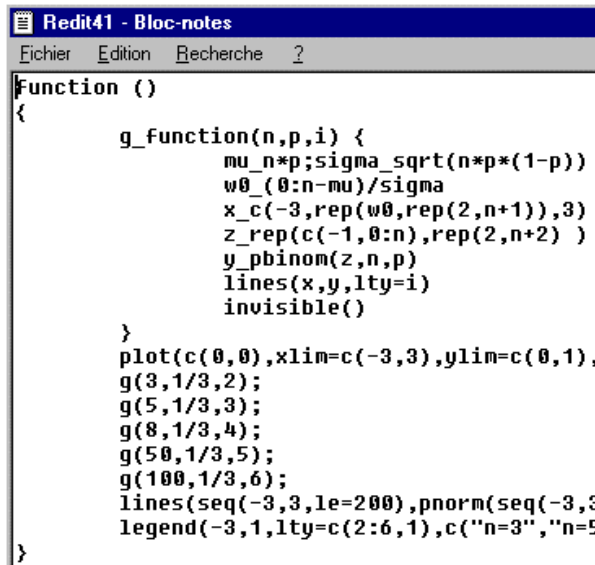 Redit41 - Bloc-notes
Fichier Edition Recherche ?
function ()
{
g_function(n,p,i) {
mu_n*p;sigma_sqrt(n*p*(1-p))
w0_(0:n-mu)/sigma
x_c(-3,rep(w0,rep(2,n+1)),3)
z_rep(c(-1,0:n),rep(2,n+2) )
y_pbinom(z,n,p)
lines(x,y,lty=i)
invisible()
}
plot(c(0,0),xlim=c(-3,3),ylim=c(0,1),
g(3,1/3,2);
g(5,1/3,3);
g(8,1/3,4);
g(50,1/3,5);
g(100,1/3,6);
lines(seq(-3,3,le=200),pnorm(seq(-3,3
legend(-3,1,lty=c(2:6,1),c("n=3","n=5
}